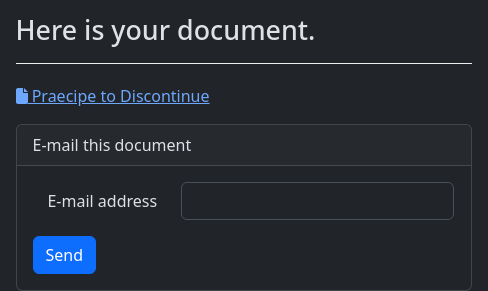 Here is your document.
Praecipe to Discontinue
E-mail this document
E-mail address
Send